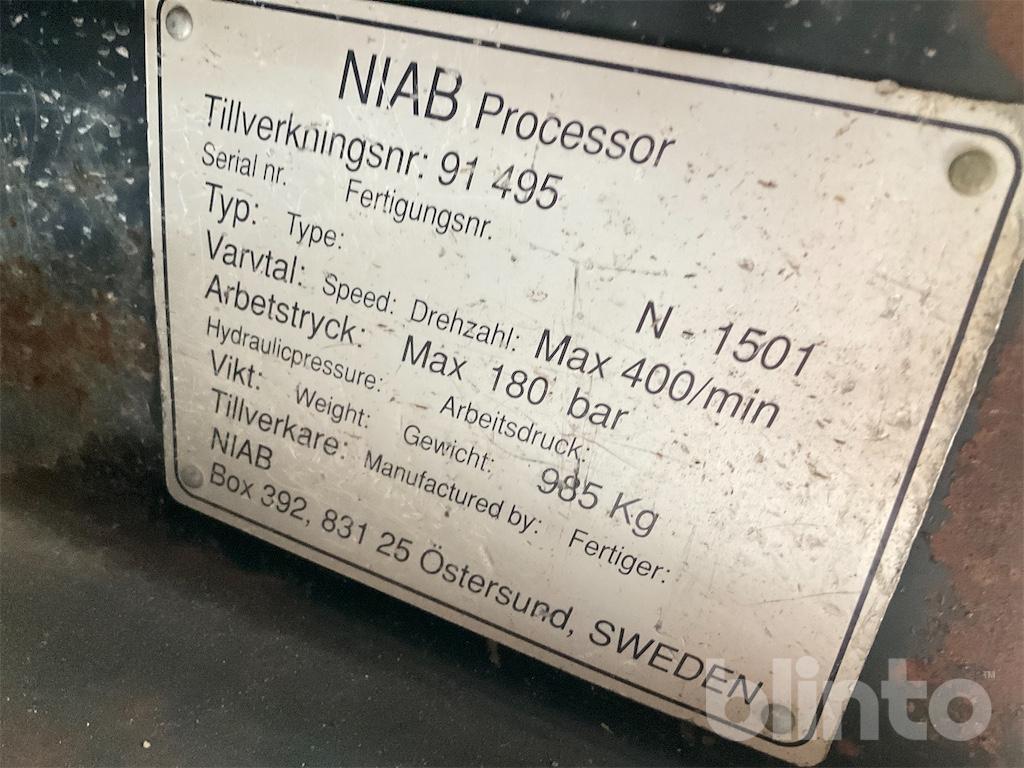 NIAB Processor
Tillverkningsnr: 91 495
Serial nr. Fertigungsnr.
Typ: Type: N - 1501
Varvtal: Speed: Drehzahl: Max 400/min
Arbetstryck: Max 180 bar
Hydraulicpressure: Arbeitsdruck:
Vikt: Weight: Gewicht: 985 Kg
Tillverkare: Manufactured by: Fertiger:
NIAB
Box 392, 831 25 Östersund, SWEDEN
blinto™